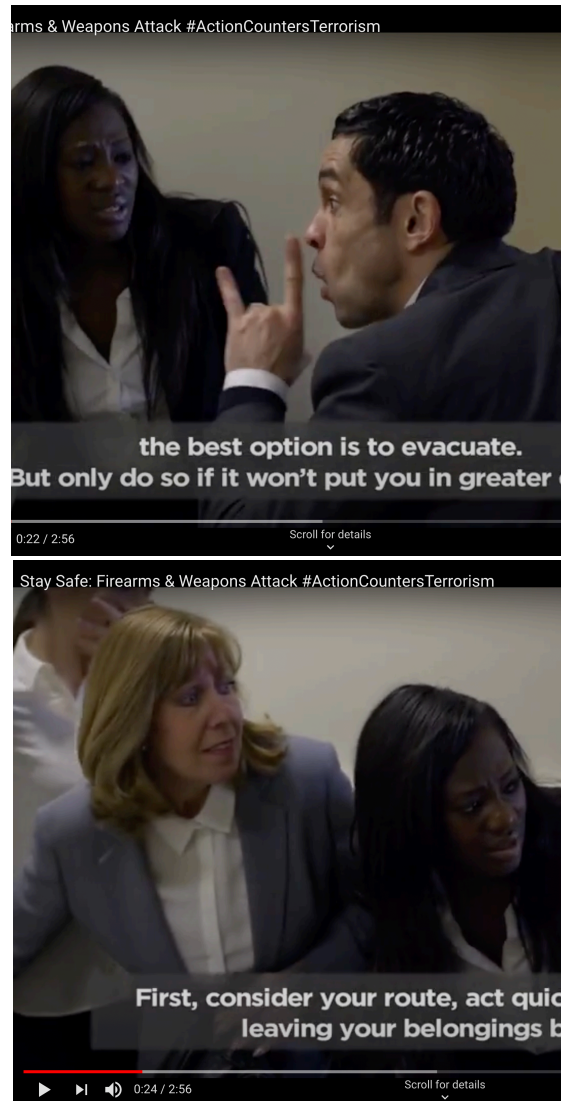 arms & Weapons Attack #ActionCountersTerrorism
the best option is to evacuate.
But only do so if it won't put you in greater
0:22 / 2:56
Scroll for details
Stay Safe: Firearms & Weapons Attack #ActionCountersTerrorism
First, consider your route, act quic
leaving your belongings b
0:24 / 2:56
Scroll for details